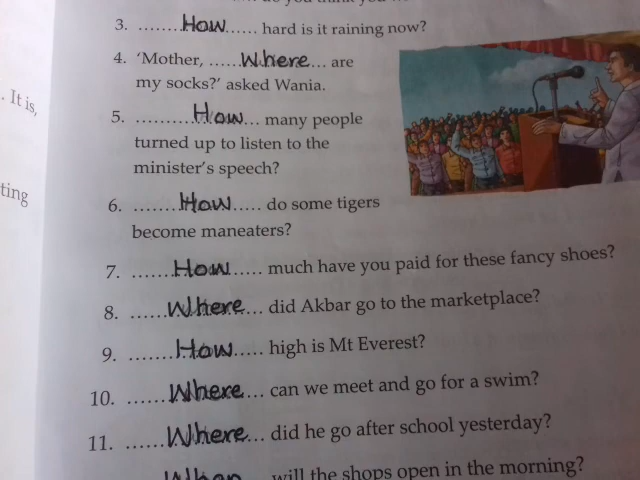 3. ........How...... hard is it raining now?
4. 'Mother, ......Where... are
my socks?' asked Wania.
5. ............How... many people
turned up to listen to the
minister's speech?
6. .......How..... do some tigers
become maneaters?
7. .......How...... much have you paid for these fancy shoes?
8. ......Where... did Akbar go to the marketplace?
9. .......How..... high is Mt Everest?
10. ......Where... can we meet and go for a swim?
11. ......Where... did he go after school yesterday?
When will the shops open in the morning?
. It is,
ting